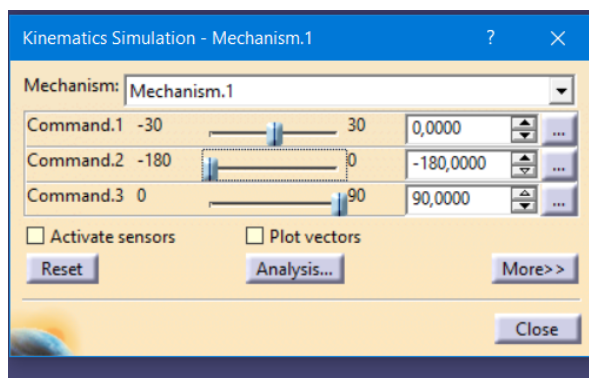 Kinematics Simulation - Mechanism.1 ? ×
Mechanism: Mechanism.1
Command.1 -30 30 0,0000 ...
Command.2 -180 0 -180,0000 ...
Command.3 0 90 90,0000 ...
Activate sensors Plot vectors
Reset Analysis... More>>
Close